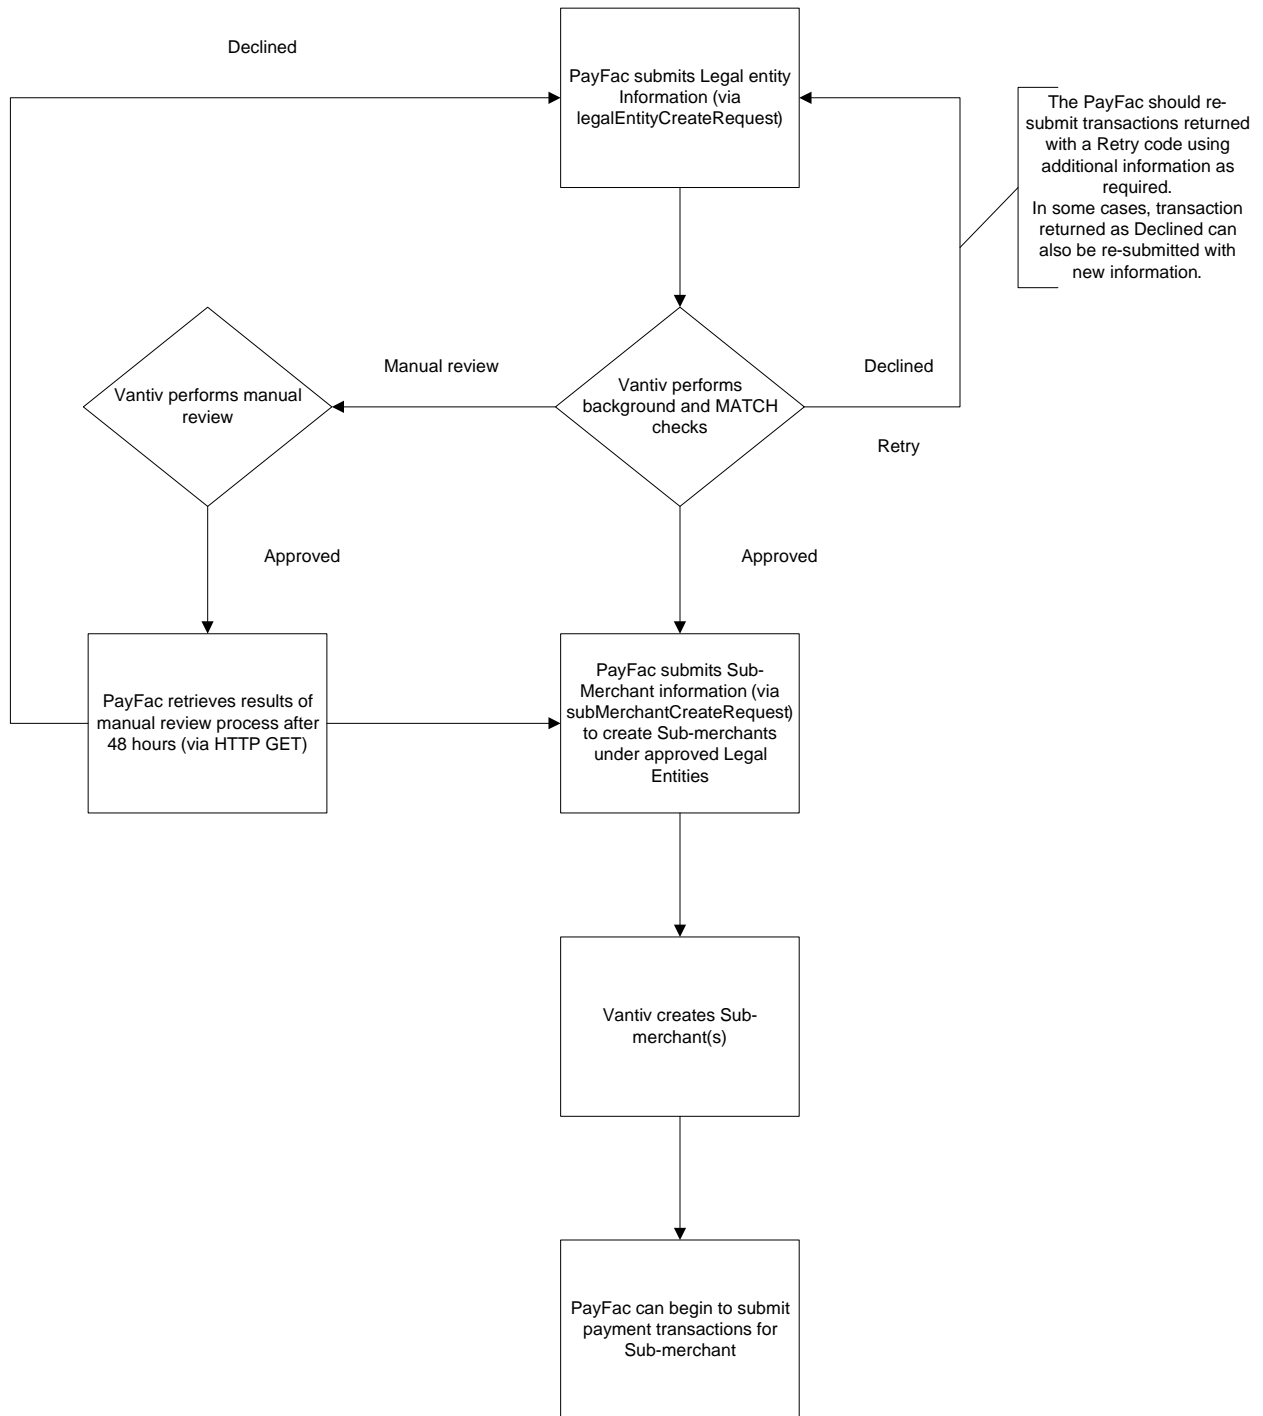 Declined
PayFac submits Legal entity
Information (via
legalEntityCreateRequest)
The PayFac should re-
submit transactions returned
with a Retry code using
additional information as
required.
In some cases, transaction
returned as Declined can
also be re-submitted with
new information.
Manual review
Declined
Vantiv performs manual
review
Vantiv performs
background and MATCH
checks
Retry
Approved
Approved
PayFac retrieves results of
manual review process after
48 hours (via HTTP GET)
PayFac submits Sub-
Merchant information (via
subMerchantCreateRequest)
to create Sub-merchants
under approved Legal
Entities
Vantiv creates Sub-
merchant(s)
PayFac can begin to submit
payment transactions for
Sub-merchant